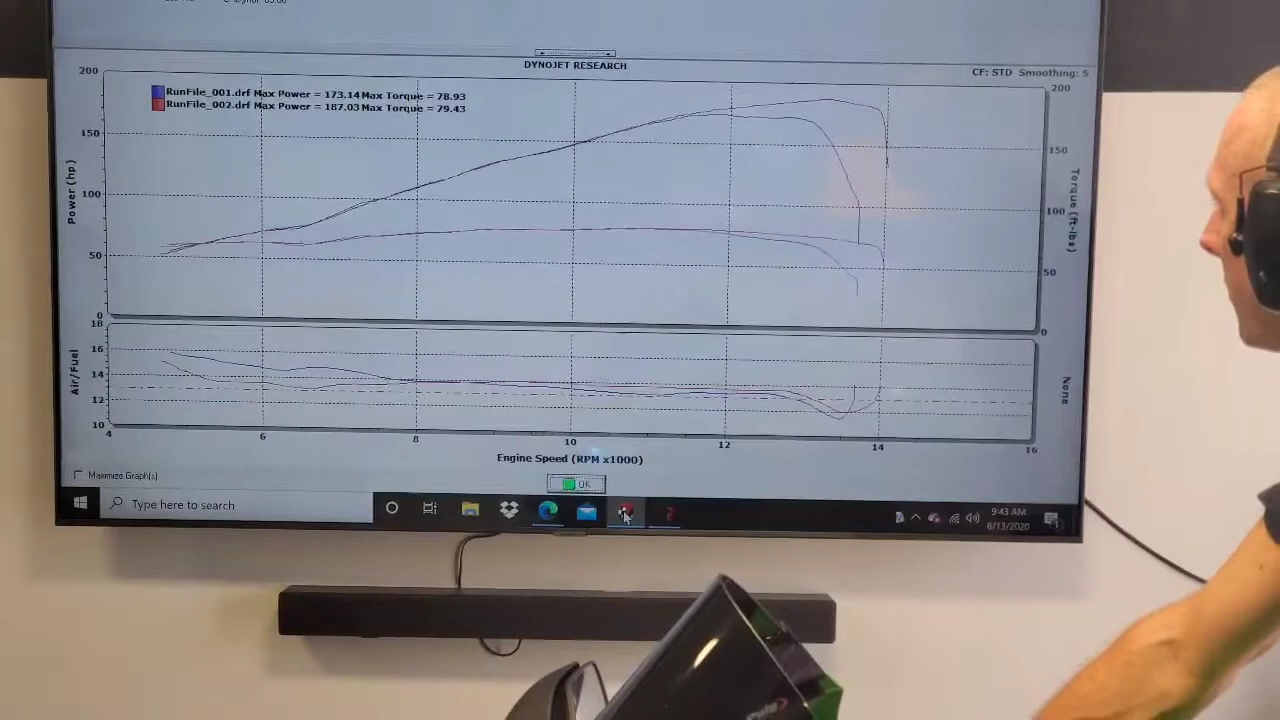 DYNOJET RESEARCH
CF: STD Smoothing: 5
RunFile_001.drf Max Power = 173.14 Max Torque = 78.93
RunFile_002.drf Max Power = 187.03 Max Torque = 79.43
200
150
100
50
0
Power (hp)
200
150
100
50
0
Torque (ft-lbs)
18
16
14
12
10
Air/Fuel
None
4
6
8
10
12
14
16
Engine Speed (RPM x1000)
Maximize Graph(s)
OK
Type here to search
9:43 AM
8/13/2020